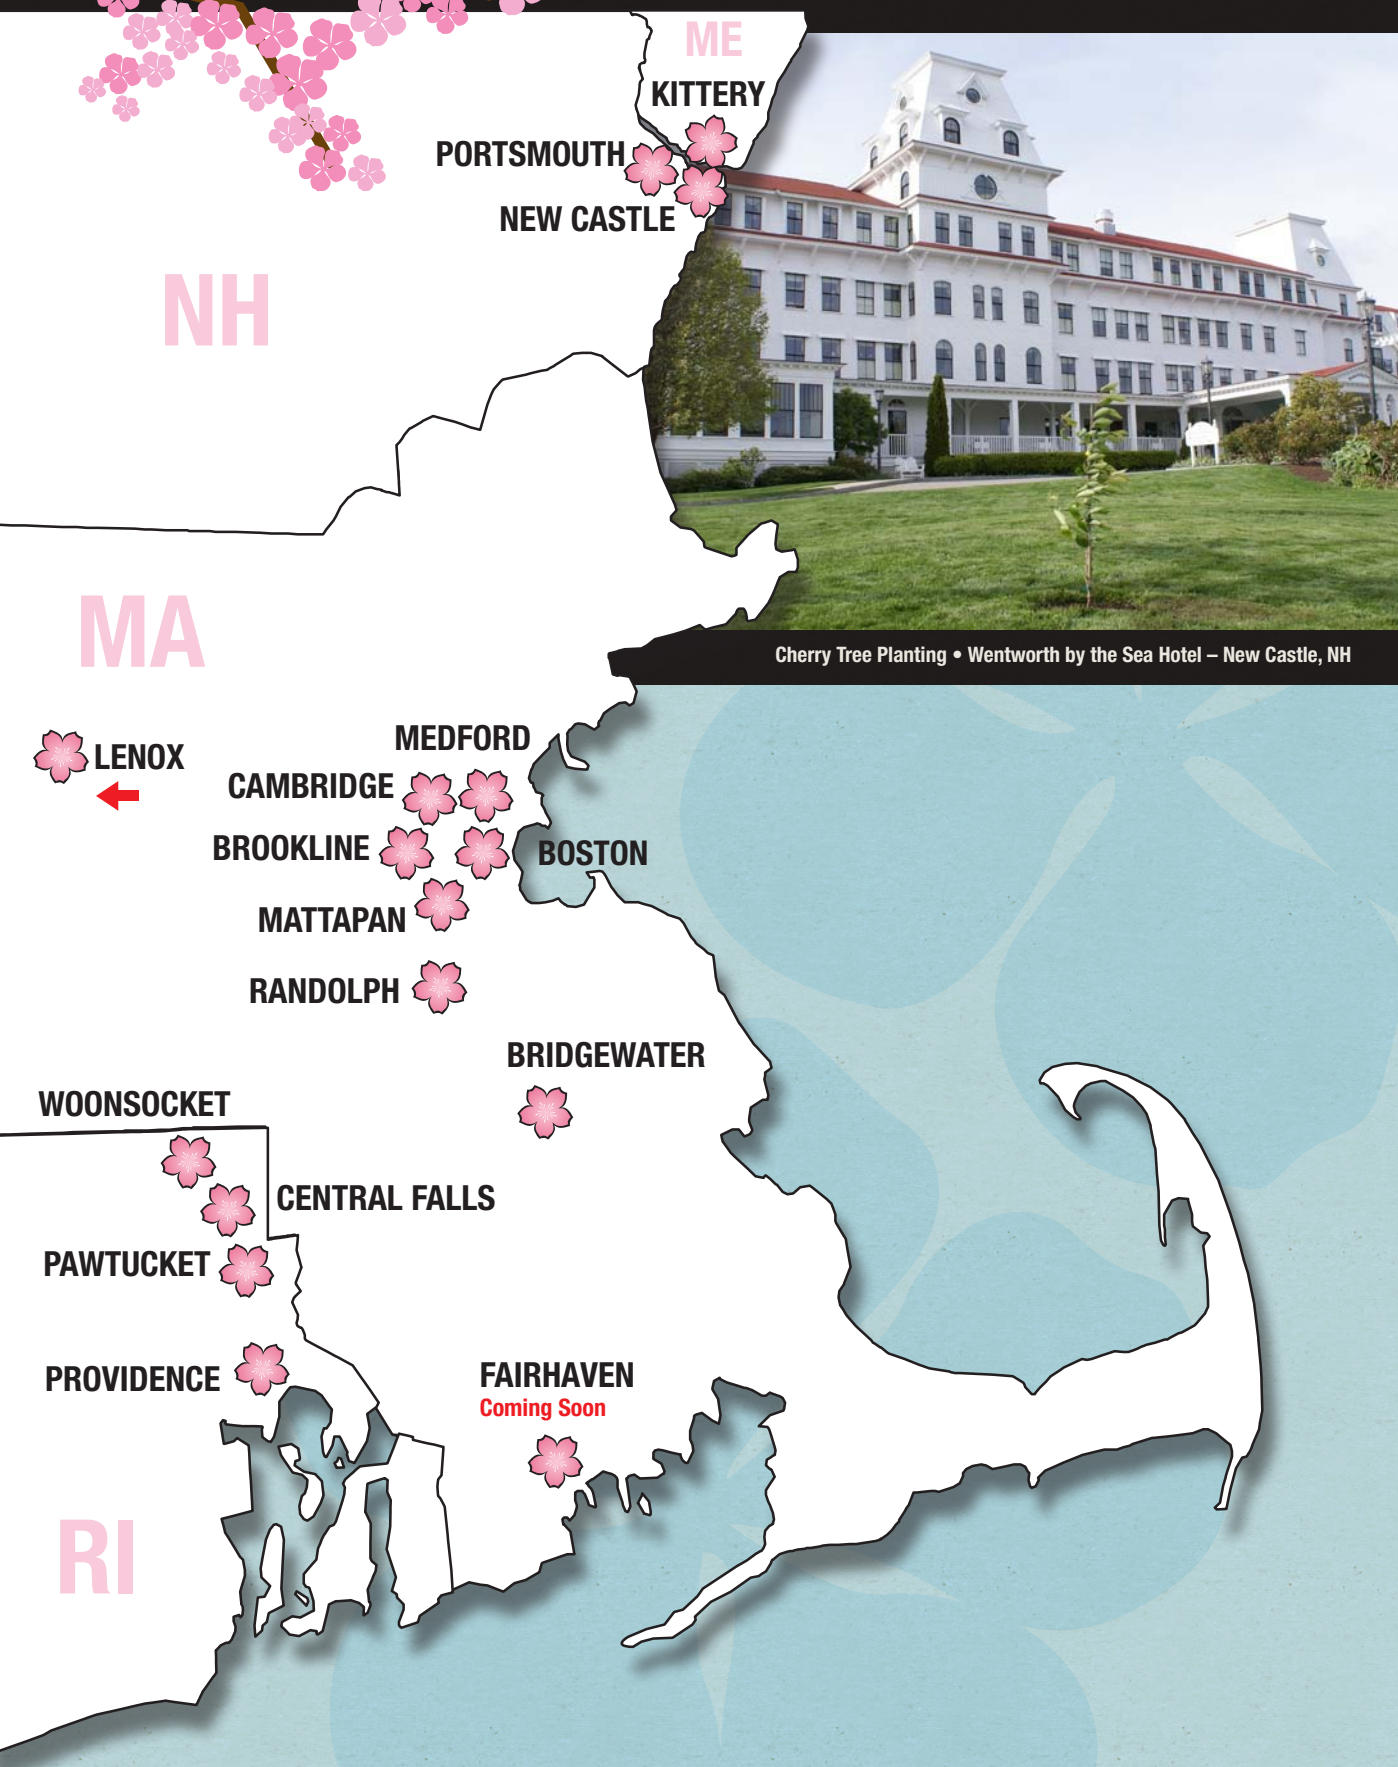 ME
KITTERY
PORTSMOUTH
NEW CASTLE
NH
MA
Cherry Tree Planting • Wentworth by the Sea Hotel – New Castle, NH
LENOX
MEDFORD
CAMBRIDGE
BROOKLINE
BOSTON
MATTAPAN
RANDOLPH
BRIDGEWATER
WOONSOCKET
CENTRAL FALLS
PAWTUCKET
PROVIDENCE
FAIRHAVEN
Coming Soon
RI